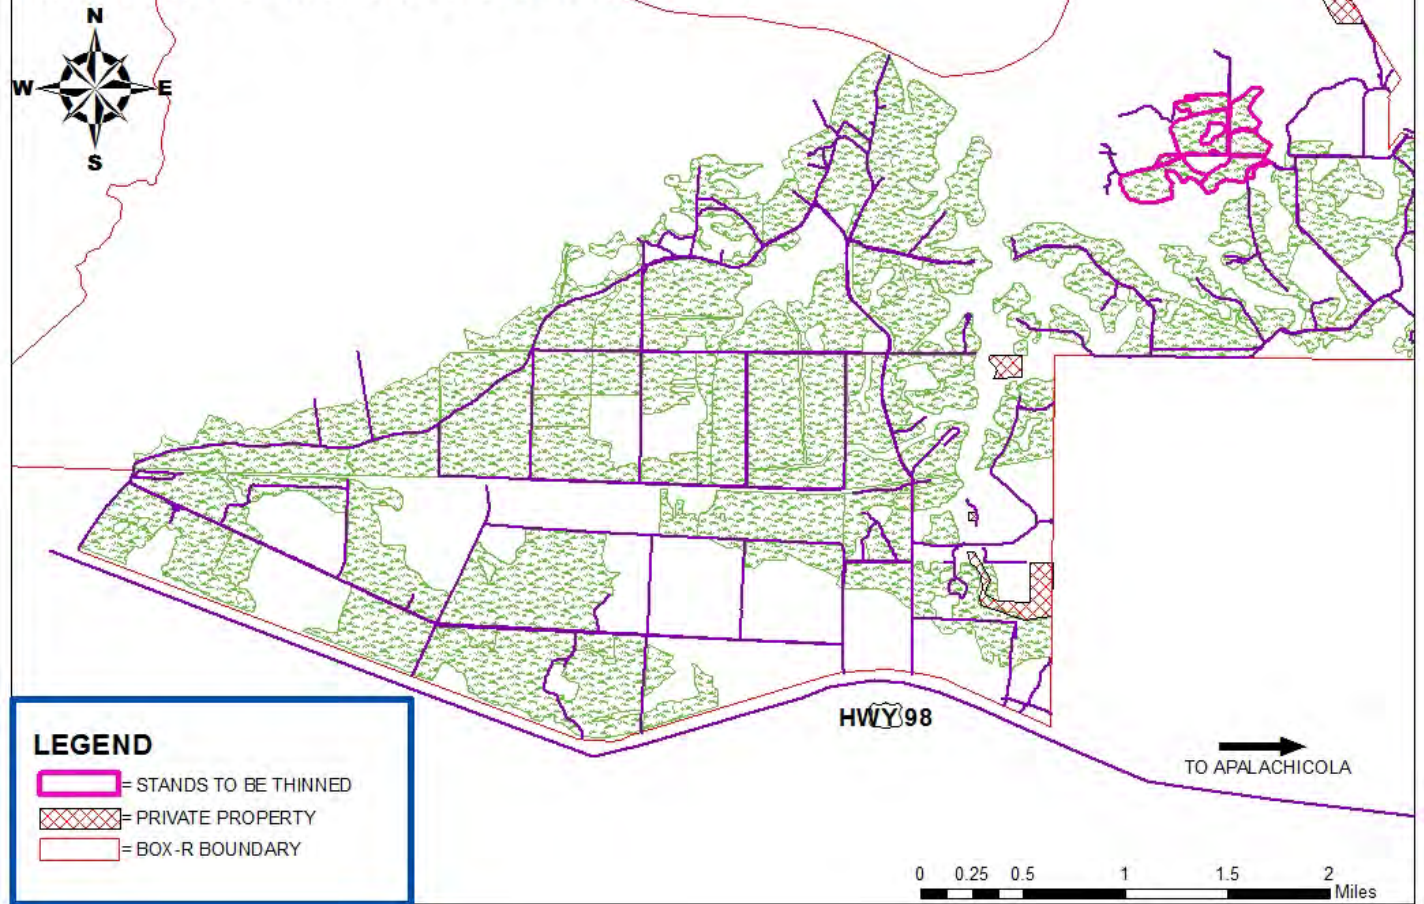 N
W E
S
HWY 98
TO APALACHICOLA
LEGEND
= STANDS TO BE THINNED
= PRIVATE PROPERTY
= BOX-R BOUNDARY
0 0.25 0.5 1 1.5 2
Miles